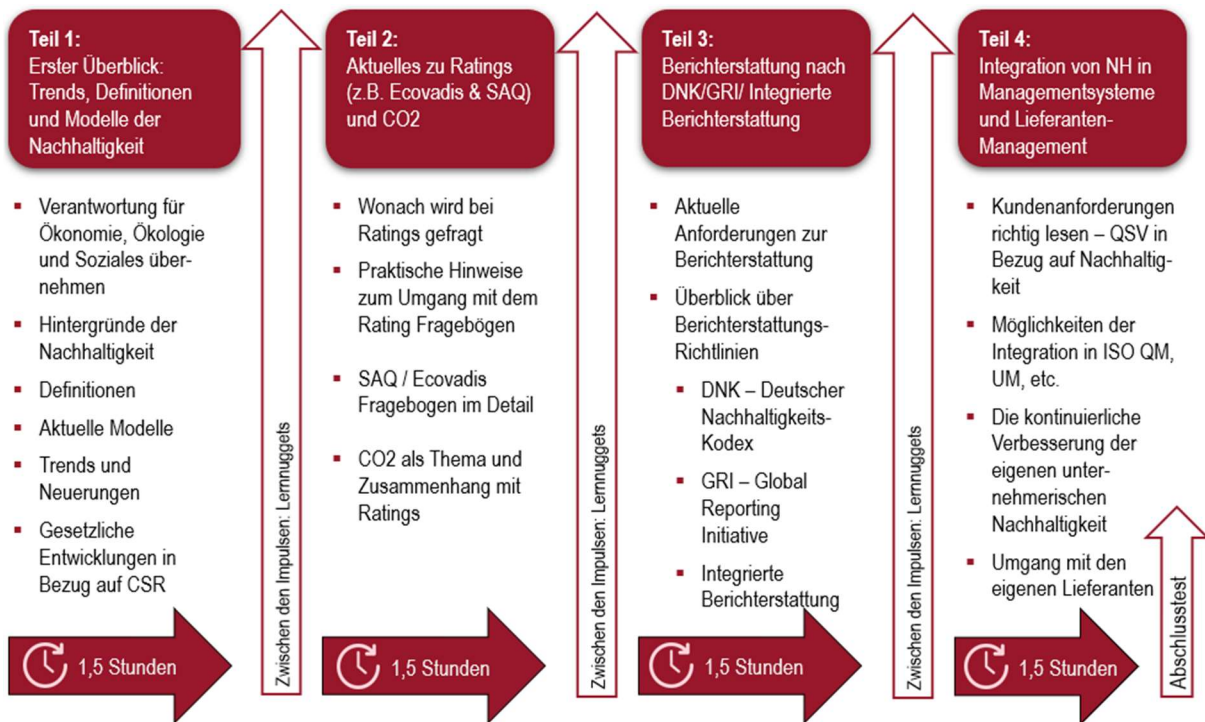 Teil 1:
Erster Überblick:
Trends, Definitionen
und Modelle der
Nachhaltigkeit
▪ Verantwortung für
Ökonomie, Ökologie
und Soziales über-
nehmen
▪ Hintergründe der
Nachhaltigkeit
▪ Definitionen
▪ Aktuelle Modelle
▪ Trends und
Neuerungen
▪ Gesetzliche
Entwicklungen in
Bezug auf CSR
1,5 Stunden
Zwischen den Impulsen: Lernnuggets
Teil 2:
Aktuelles zu Ratings
(z.B. Ecovadis & SAQ)
und CO2
▪ Wonach wird bei
Ratings gefragt
▪ Praktische Hinweise
zum Umgang mit dem
Rating Fragebögen
▪ SAQ / Ecovadis
Fragebogen im Detail
▪ CO2 als Thema und
Zusammenhang mit
Ratings
1,5 Stunden
Zwischen den Impulsen: Lernnuggets
Teil 3:
Berichterstattung nach
DNK/GRI/ Integrierte
Berichterstattung
▪ Aktuelle
Anforderungen zur
Berichterstattung
▪ Überblick über
Berichterstattungs-
Richtlinien
▪ DNK – Deutscher
Nachhaltigkeits-
Kodex
▪ GRI – Global
Reporting
Initiative
▪ Integrierte
Berichterstattung
1,5 Stunden
Zwischen den Impulsen: Lernnuggets
Teil 4:
Integration von NH in
Managementsysteme
und Lieferanten-
Management
▪ Kundenanforderungen
richtig lesen – QSV in
Bezug auf Nachhaltig-
keit
▪ Möglichkeiten der
Integration in ISO QM,
UM, etc.
▪ Die kontinuierliche
Verbesserung der
eigenen unter-
nehmerischen
Nachhaltigkeit
▪ Umgang mit den
eigenen Lieferanten
1,5 Stunden
Abschlusstest